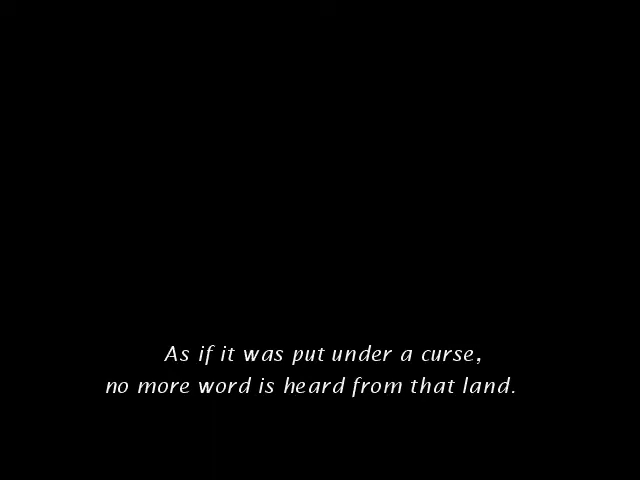 As if it was put under a curse,
no more word is heard from that land.